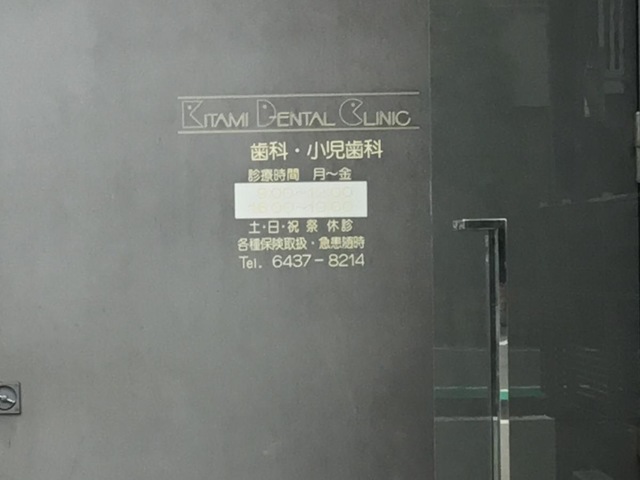 KITAMI DENTAL CLINIC
歯科・小児歯科
診療時間 月〜金
土・日・祝祭 休診
各種保険取扱・急患随時
Tel. 6437-8214